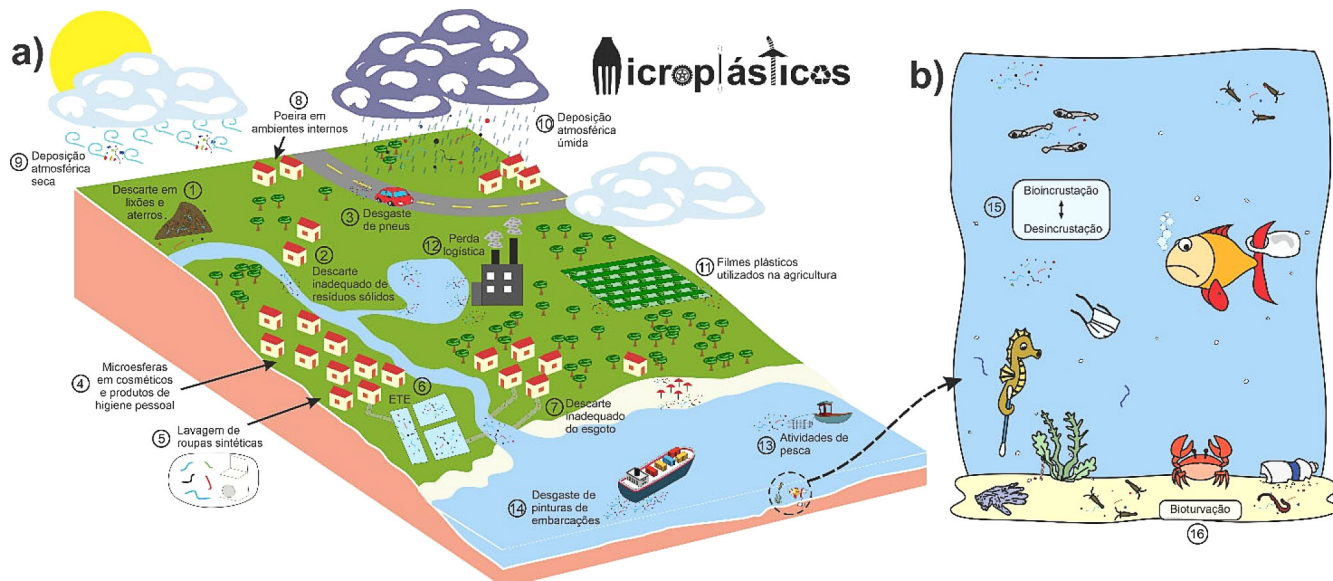 a)
Microplásticos
b)
8
Poeira em
ambientes internos
10
Deposição
atmosférica
úmida
9
Deposição
atmosférica
seca
Descarte em
lixões e
aterros
1
3
Desgaste
de pneus
12
Perda
logística
2
Descarte
inadequado de
resíduos sólidos
11
Filmes plásticos
utilizados na agricultura
4
Microesferas
em cosméticos
e produtos de
higiene pessoal
6
ETE
5
Lavagem de
roupas sintéticas
7
Descarte
inadequado
do esgoto
13
Atividades de
pesca
14
Desgaste de
pinturas de
embarcações
15
Bioincrustação
Desincrustação
Bioturvação
16